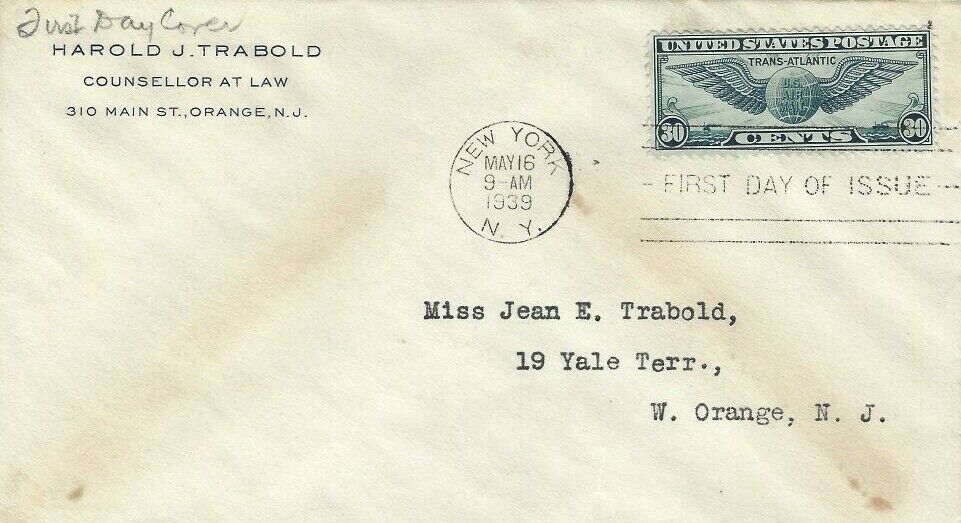 First Day Cover
HAROLD J. TRABOLD
COUNSELLOR AT LAW
310 MAIN ST., ORANGE, N.J.
UNITED STATES POSTAGE
TRANS-ATLANTIC
U.S.
AIR
MAIL
30 CENTS 30
NEW YORK
MAY 16
9-AM
1939
N. Y.
- FIRST DAY OF ISSUE -
Miss Jean E. Trabold,
19 Yale Terr.,
W. Orange, N. J.